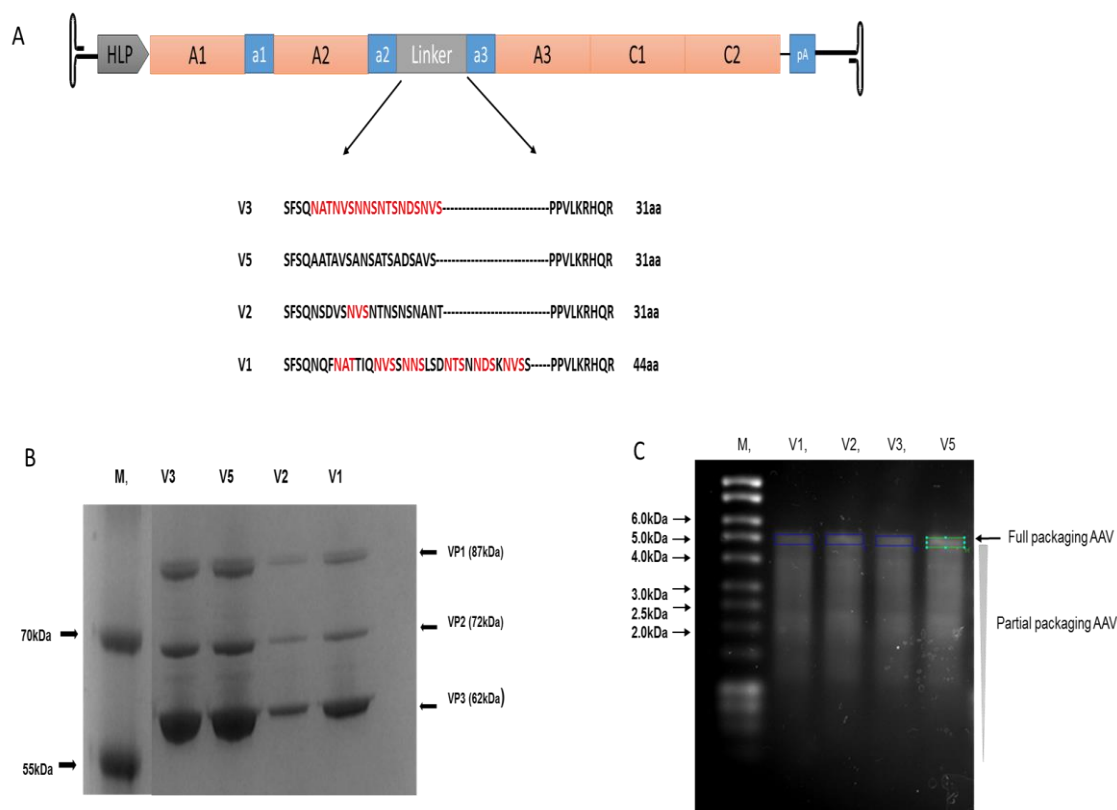 A
HLP A1 a1 A2 a2 Linker a3 A3 C1 C2 pA
V3 SFSQNATNVSNNSNTSNDSNVS--------------------------PPVLKRHQR 31aa
V5 SFSQAATAVSANSATSADSAVS---------------------------PPVLKRHQR 31aa
V2 SFSQNSDVSNVSNTNSNSNANT--------------------------PPVLKRHQR 31aa
V1 SFSQNQFNATTIQNVSSNNSLSDNTSNNDSKNVSS-----PPVLKRHQR 44aa
B
M, V3 V5 V2 V1
VP1 (87kDa)
VP2 (72kDa)
70kDa
VP3 (62kDa)
55kDa
C
M, V1, V2, V3, V5
6.0kDa
5.0kDa
Full packaging AAV
4.0kDa
3.0kDa
2.5kDa
Partial packaging AAV
2.0kDa